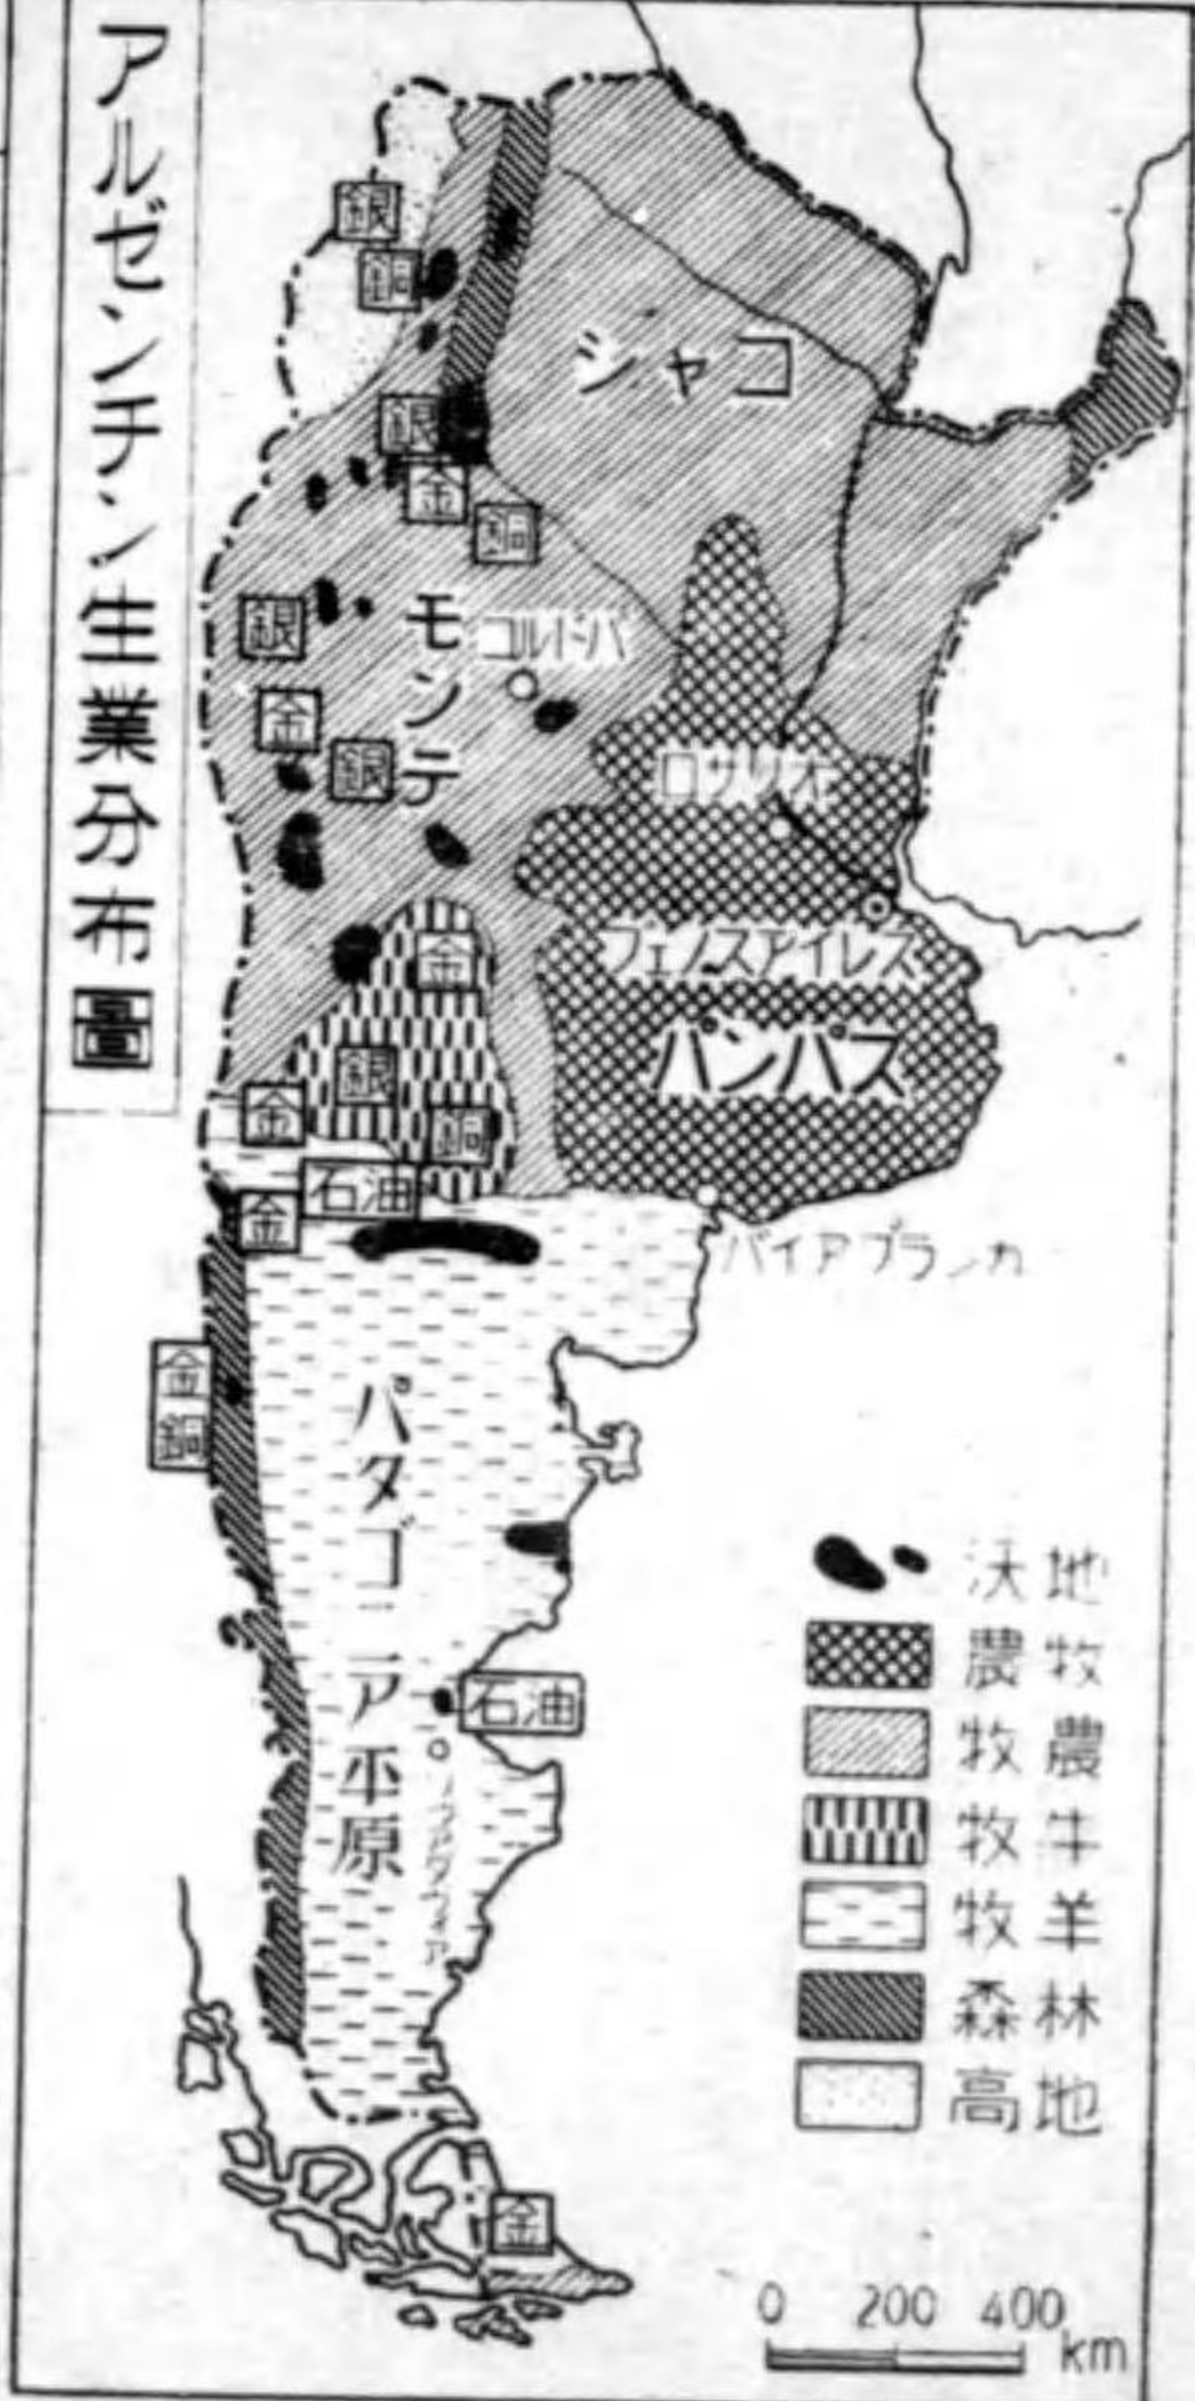 アルゼンチン生業分布圖
銀
銅
シャコ
銀
金
銅
モンテ
コルドバ
銀
金
銀
ロサリオ
金
ブェノスアイレス
パンパス
銀
金
銅
石油
金
バイアブランカ
金
銅
パタゴニア平原
石油
金
沃地
農牧
牧農
牧牛
牧羊
森林
高地
0 200 400
km